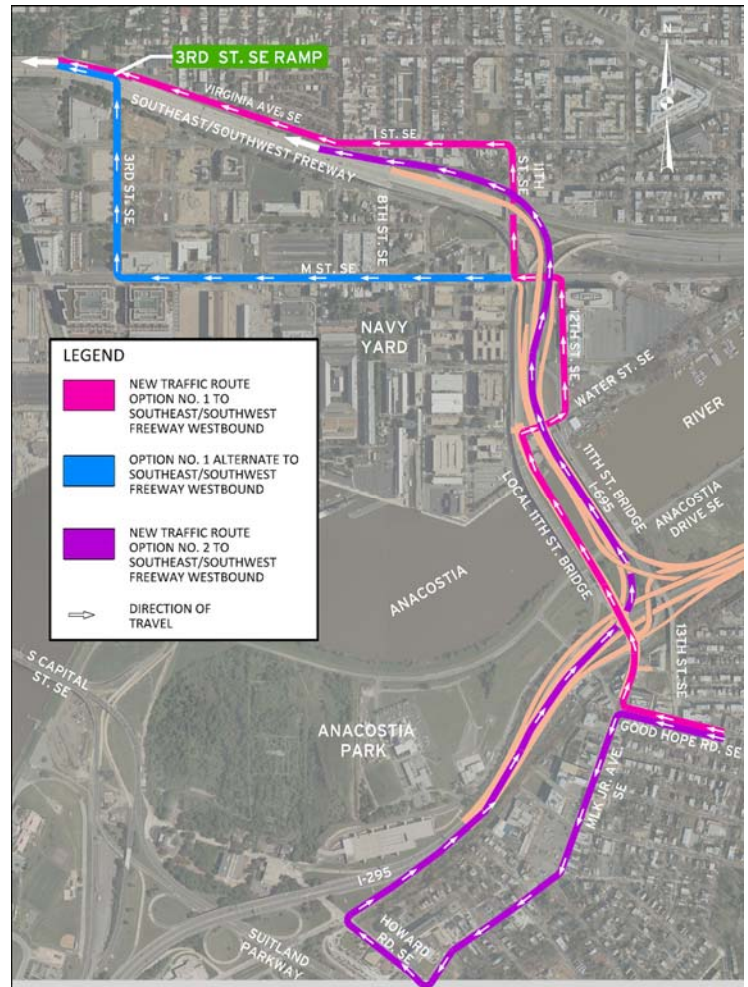 N
3RD ST. SE RAMP
VIRGINIA AVE. SE
SOUTHEAST/SOUTHWEST FREEWAY
I ST. SE
11TH
ST. SE
3RD ST. SE
8TH ST. SE
M ST. SE
12TH ST. SE
NAVY
YARD
WATER ST. SE
RIVER
LEGEND
NEW TRAFFIC ROUTE
OPTION NO. 1 TO
SOUTHEAST/SOUTHWEST
FREEWAY WESTBOUND
OPTION NO. 1 ALTERNATE TO
SOUTHEAST/SOUTHWEST
FREEWAY WESTBOUND
NEW TRAFFIC ROUTE
OPTION NO. 2 TO
SOUTHEAST/SOUTHWEST
FREEWAY WESTBOUND
DIRECTION OF
TRAVEL
11TH ST. BRIDGE
I-695
ANACOSTIA
DRIVE SE
LOCAL 11TH ST. BRIDGE
ANACOSTIA
13TH ST. SE
S CAPITAL
ST. SE
ANACOSTIA
PARK
GOOD HOPE RD. SE
MLK JR. AVE.
SE
I-295
HOWARD
RD. SE
SUITLAND
PARKWAY